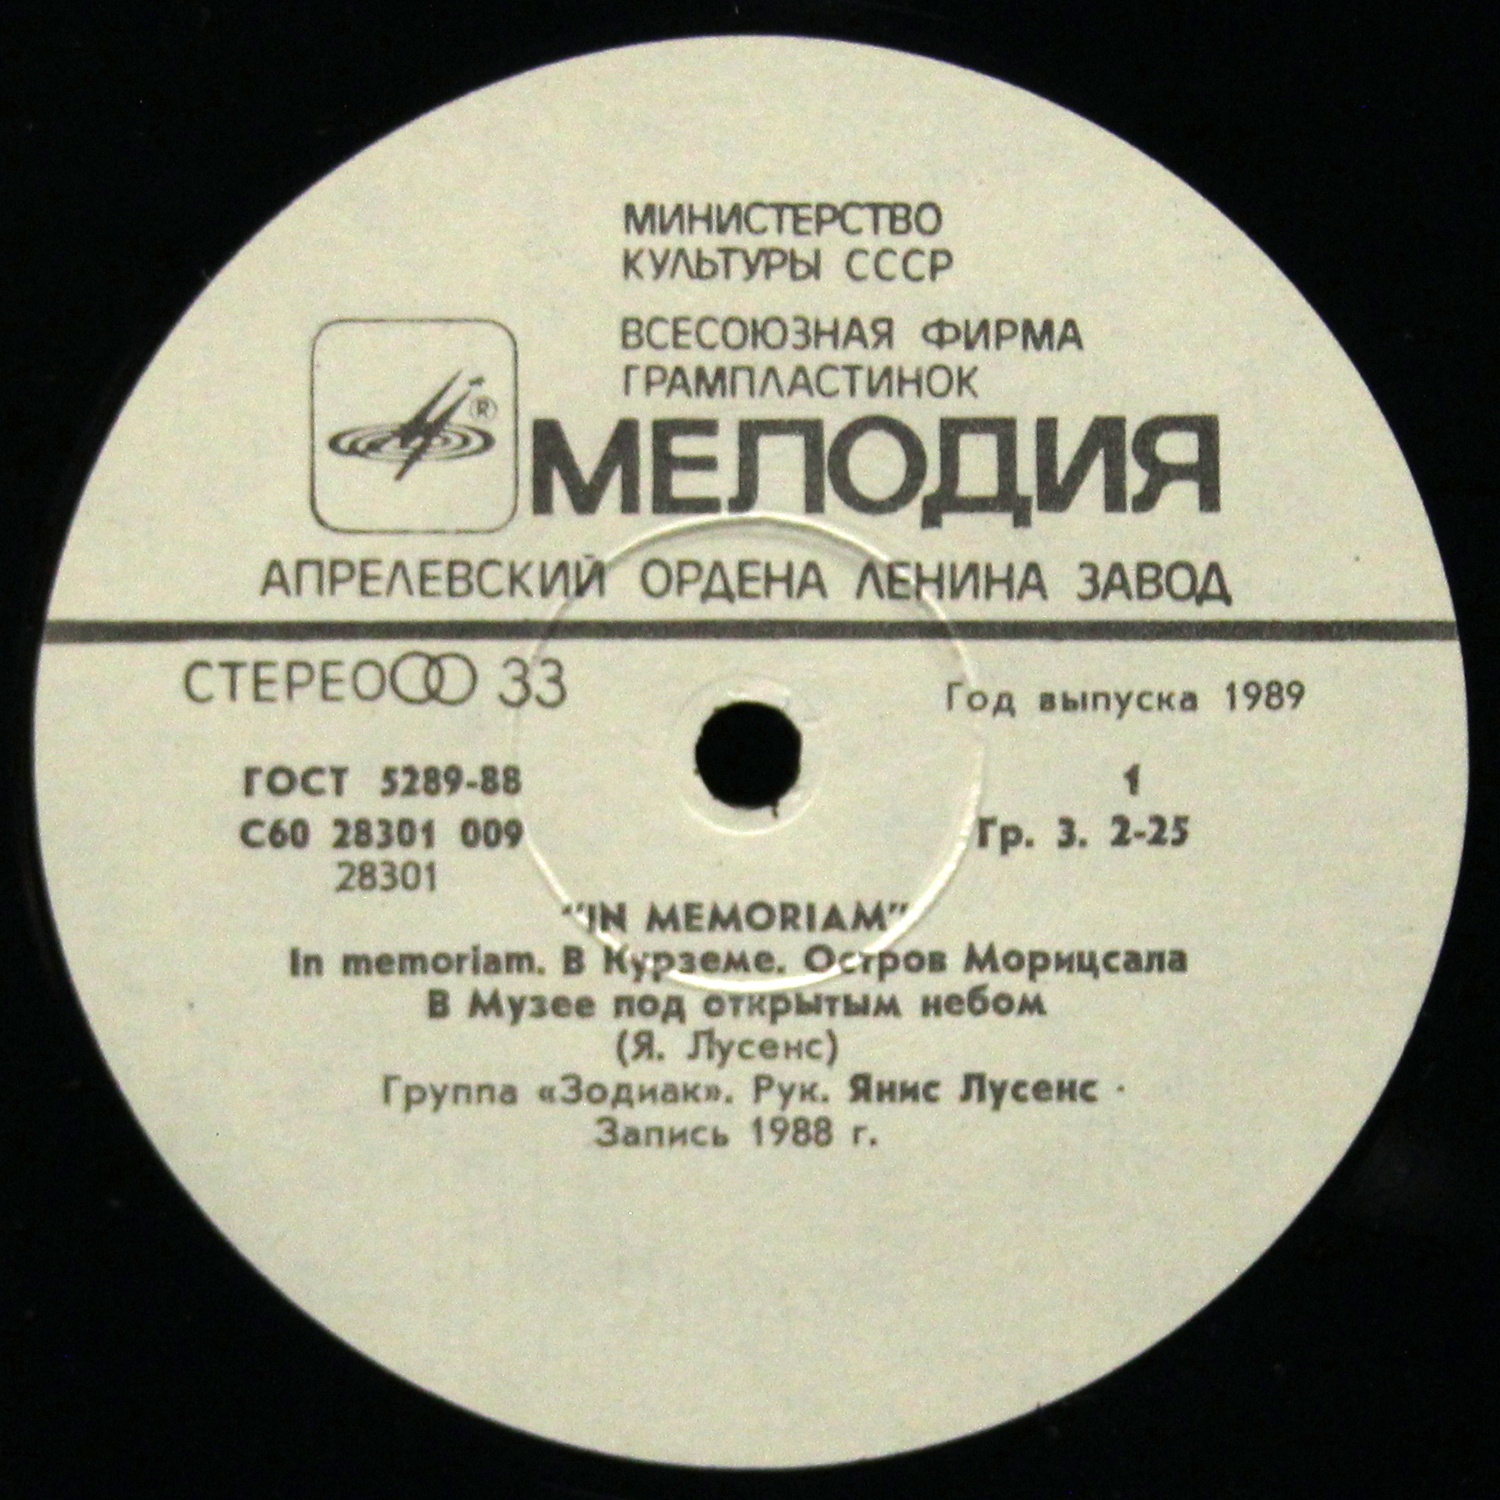 МИНИСТЕРСТВО
КУЛЬТУРЫ СССР
ВСЕСОЮЗНАЯ ФИРМА
ГРАМПЛАСТИНОК
®
МЕЛОДИЯ
АПРЕЛЕВСКИЙ ОРДЕНА ЛЕНИНА ЗАВОД
СТЕРЕО 33
Год выпуска 1989
ГОСТ 5289-88
1
С60 28301 009
Гр. 3. 2-25
28301
“IN MEMORIAM”
In memoriam. В Курземе. Остров Морицсала
В Музее под открытым небом
(Я. Лусенс)
Группа «Зодиак». Рук. Янис Лусенс
Запись 1988 г.